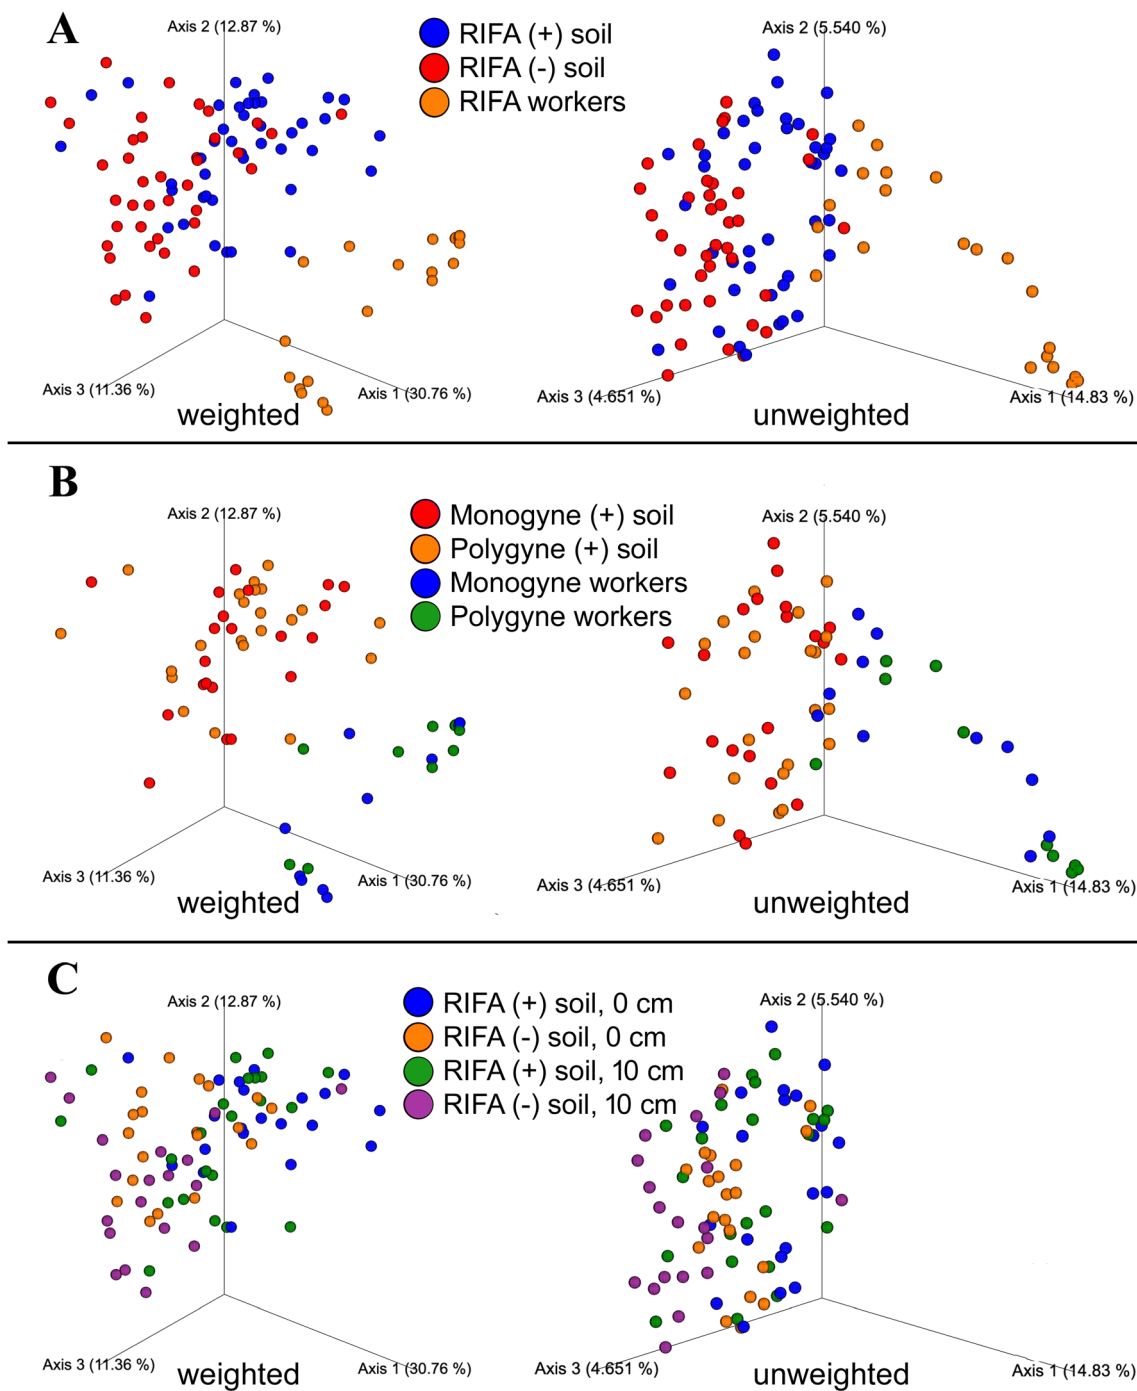 A
Axis 2 (12.87 %)
RIFA (+) soil
RIFA (-) soil
RIFA workers
Axis 2 (5.540 %)
Axis 3 (11.36 %)
Axis 1 (30.76 %)
weighted
Axis 3 (4.651 %)
Axis 1 (14.83 %)
unweighted
B
Axis 2 (12.87 %)
Monogyne (+) soil
Polygyne (+) soil
Monogyne workers
Polygyne workers
Axis 2 (5.540 %)
Axis 3 (11.36 %)
Axis 1 (30.76 %)
weighted
Axis 3 (4.651 %)
Axis 1 (14.83 %)
unweighted
C
Axis 2 (12.87 %)
RIFA (+) soil, 0 cm
RIFA (-) soil, 0 cm
RIFA (+) soil, 10 cm
RIFA (-) soil, 10 cm
Axis 2 (5.540 %)
Axis 3 (11.36 %)
Axis 1 (30.76 %)
weighted
Axis 3 (4.651 %)
Axis 1 (14.83 %)
unweighted